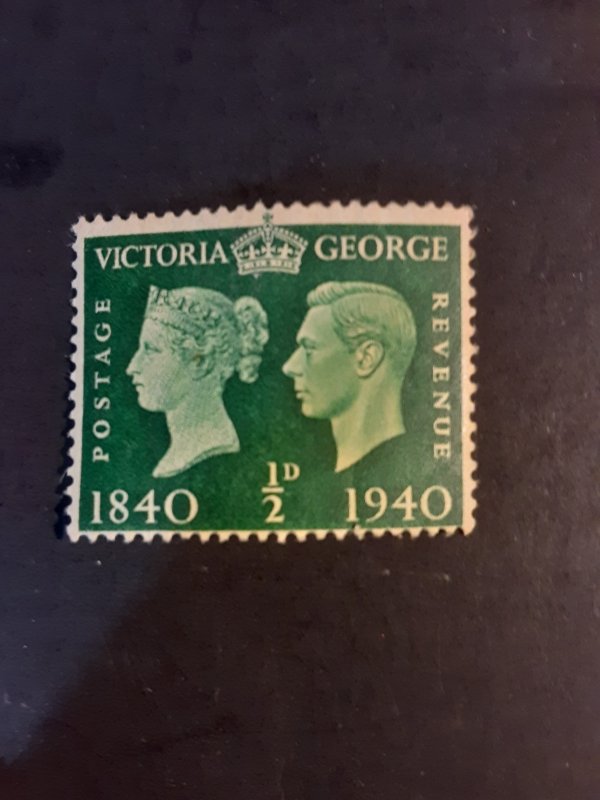 VICTORIA GEORGE
POSTAGE
REVENUE
1840 ½D 1940